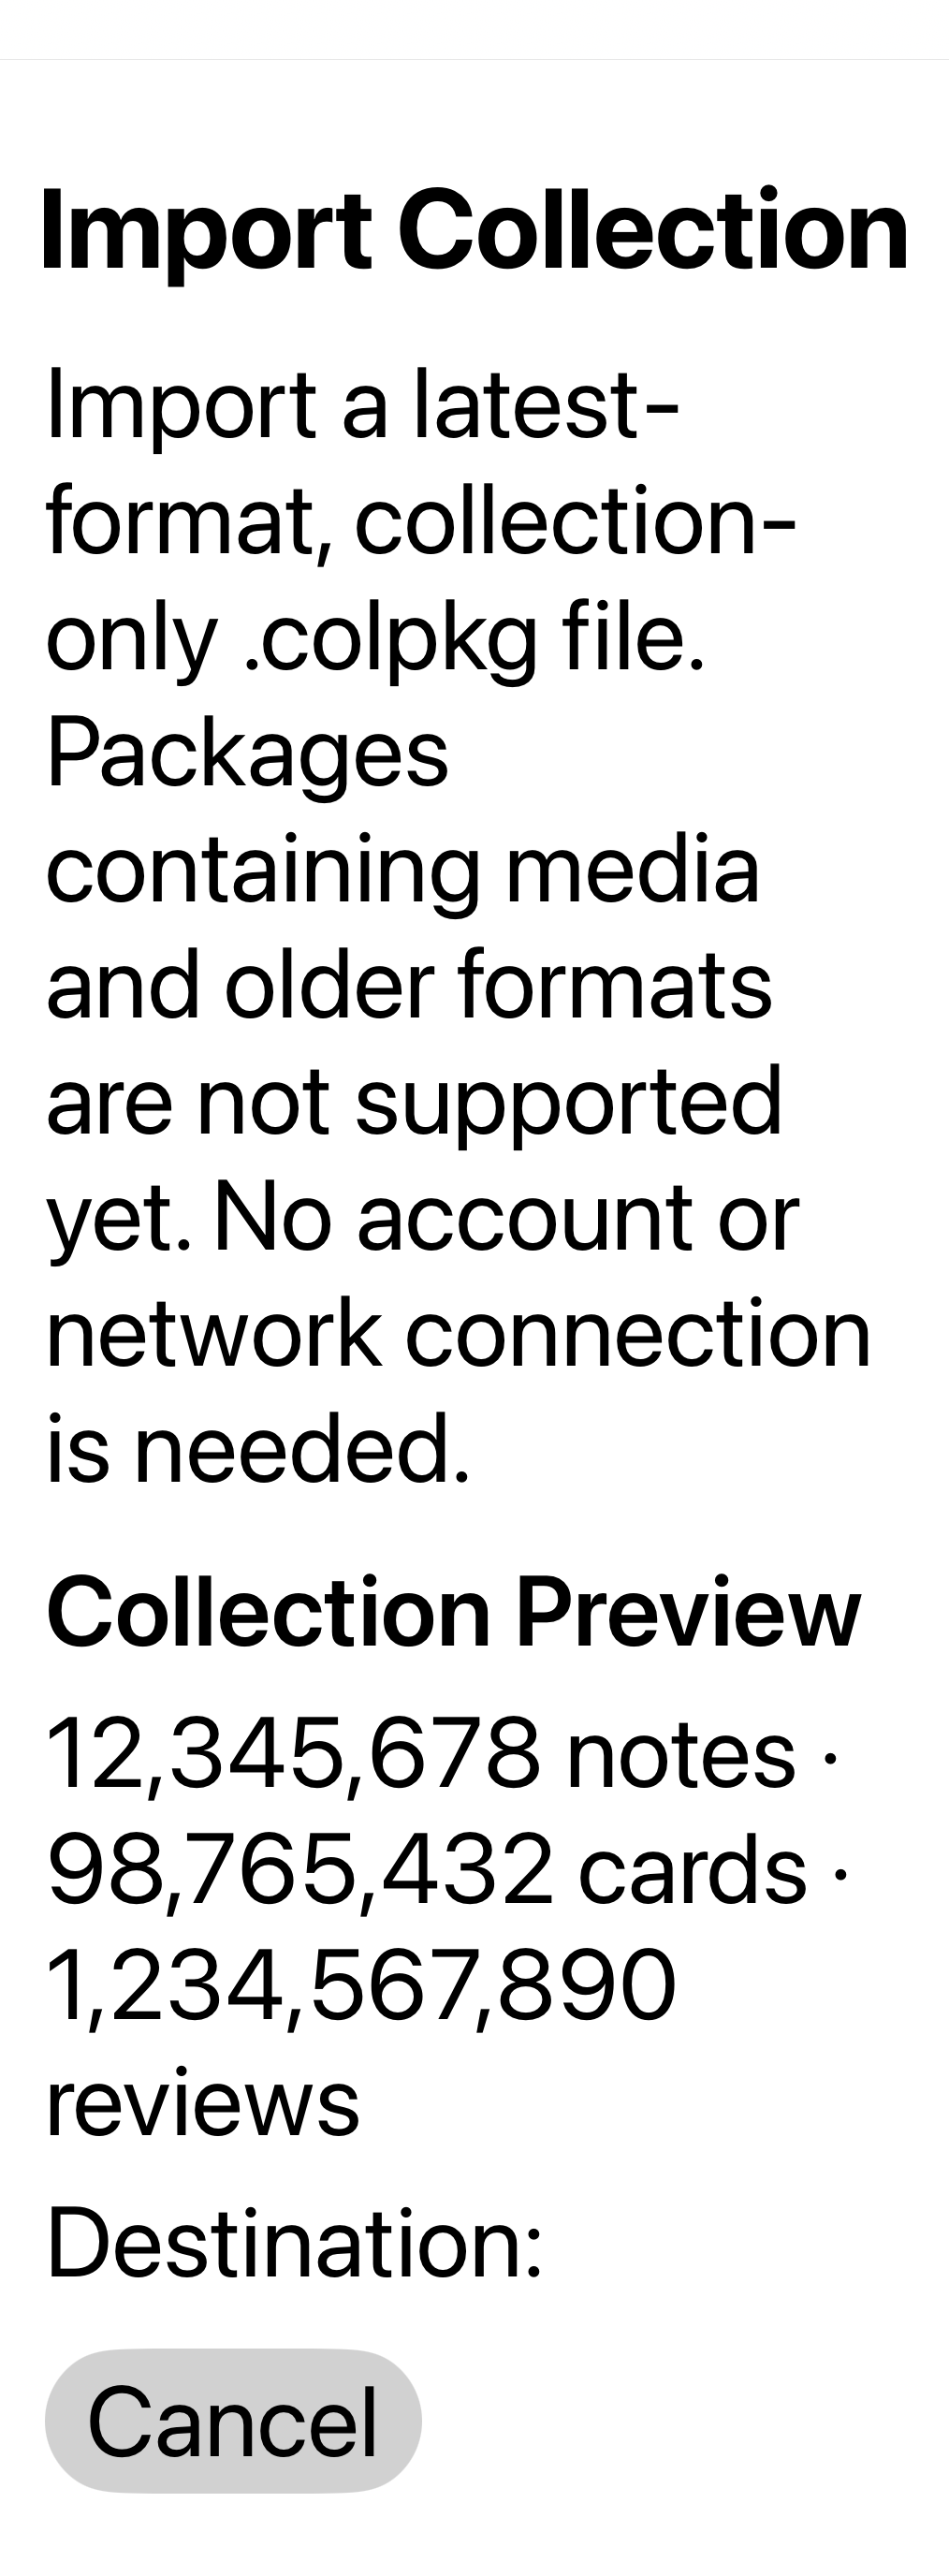 Import Collection
Import a latest-
format, collection-
only .colpkg file.
Packages
containing media
and older formats
are not supported
yet. No account or
network connection
is needed.
Collection Preview
12,345,678 notes ·
98,765,432 cards ·
1,234,567,890
reviews
Destination:
Cancel